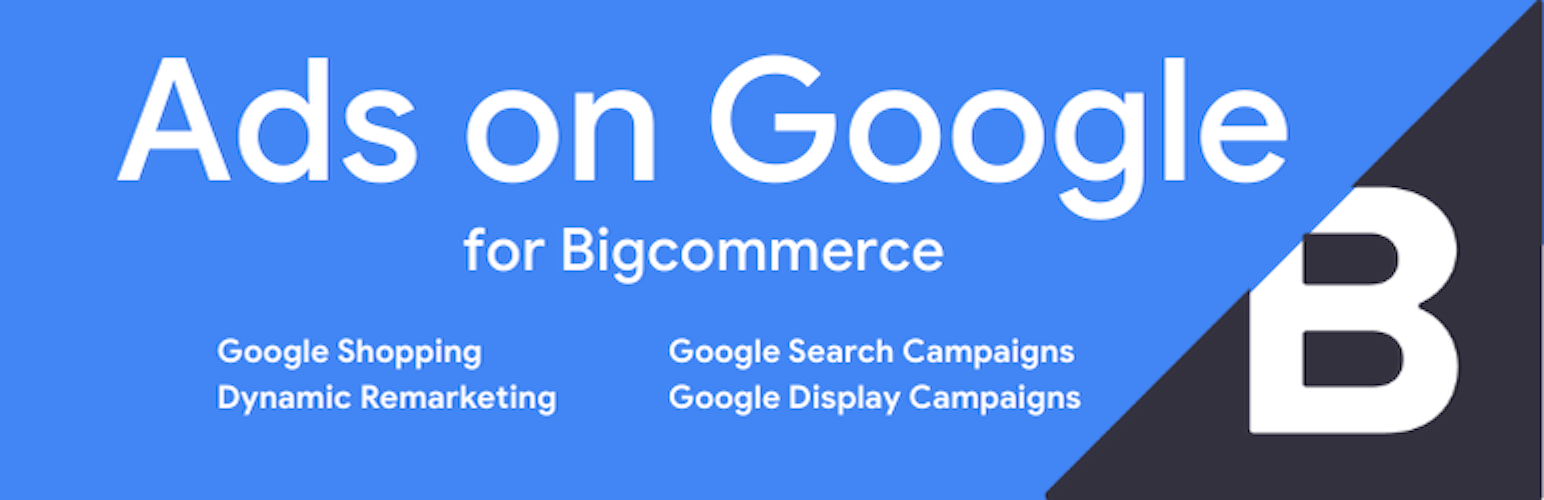 Ads on Google
for Bigcommerce
Google Shopping
Google Search Campaigns
Dynamic Remarketing
Google Display Campaigns
B